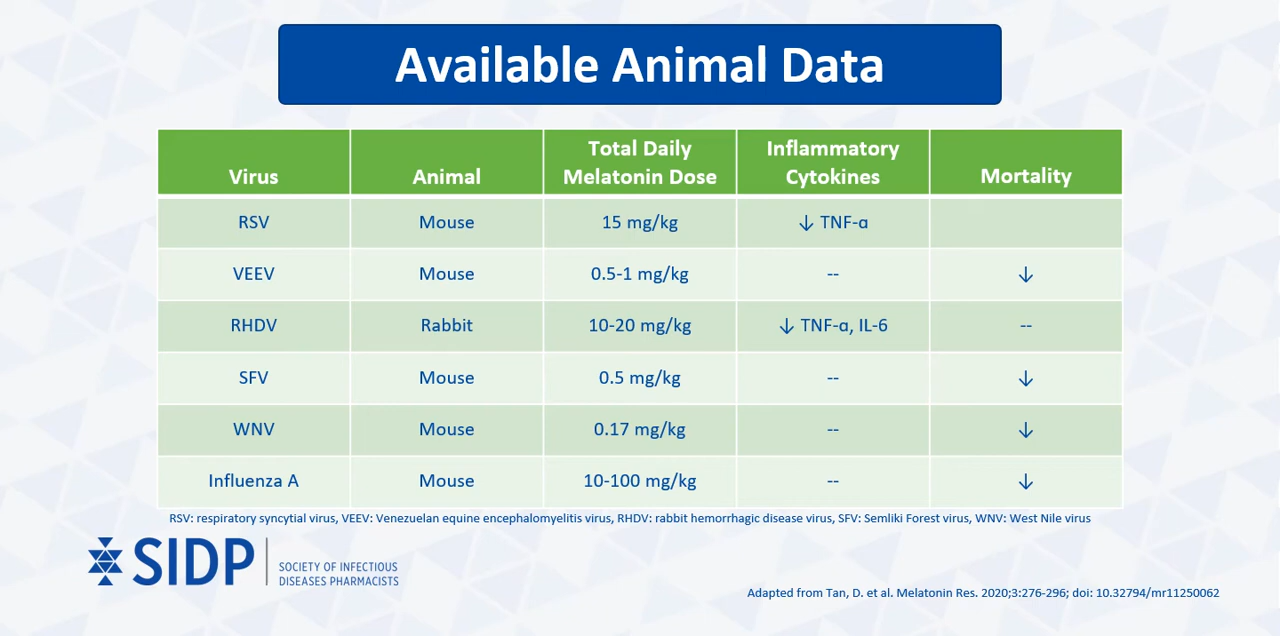 Available Animal Data
Virus
Animal
Total Daily
Melatonin Dose
Inflammatory
Cytokines
Mortality
RSV
Mouse
15 mg/kg
↓ TNF-α
VEEV
Mouse
0.5-1 mg/kg
--
↓
RHDV
Rabbit
10-20 mg/kg
↓ TNF-α, IL-6
--
SFV
Mouse
0.5 mg/kg
--
↓
WNV
Mouse
0.17 mg/kg
--
↓
Influenza A
Mouse
10-100 mg/kg
--
↓
RSV: respiratory syncytial virus, VEEV: Venezuelan equine encephalomyelitis virus, RHDV: rabbit hemorrhagic disease virus, SFV: Semliki Forest virus, WNV: West Nile virus
SIDP
SOCIETY OF INFECTIOUS
DISEASES PHARMACISTS
Adapted from Tan, D. et al. Melatonin Res. 2020;3:276-296; doi: 10.32794/mr11250062